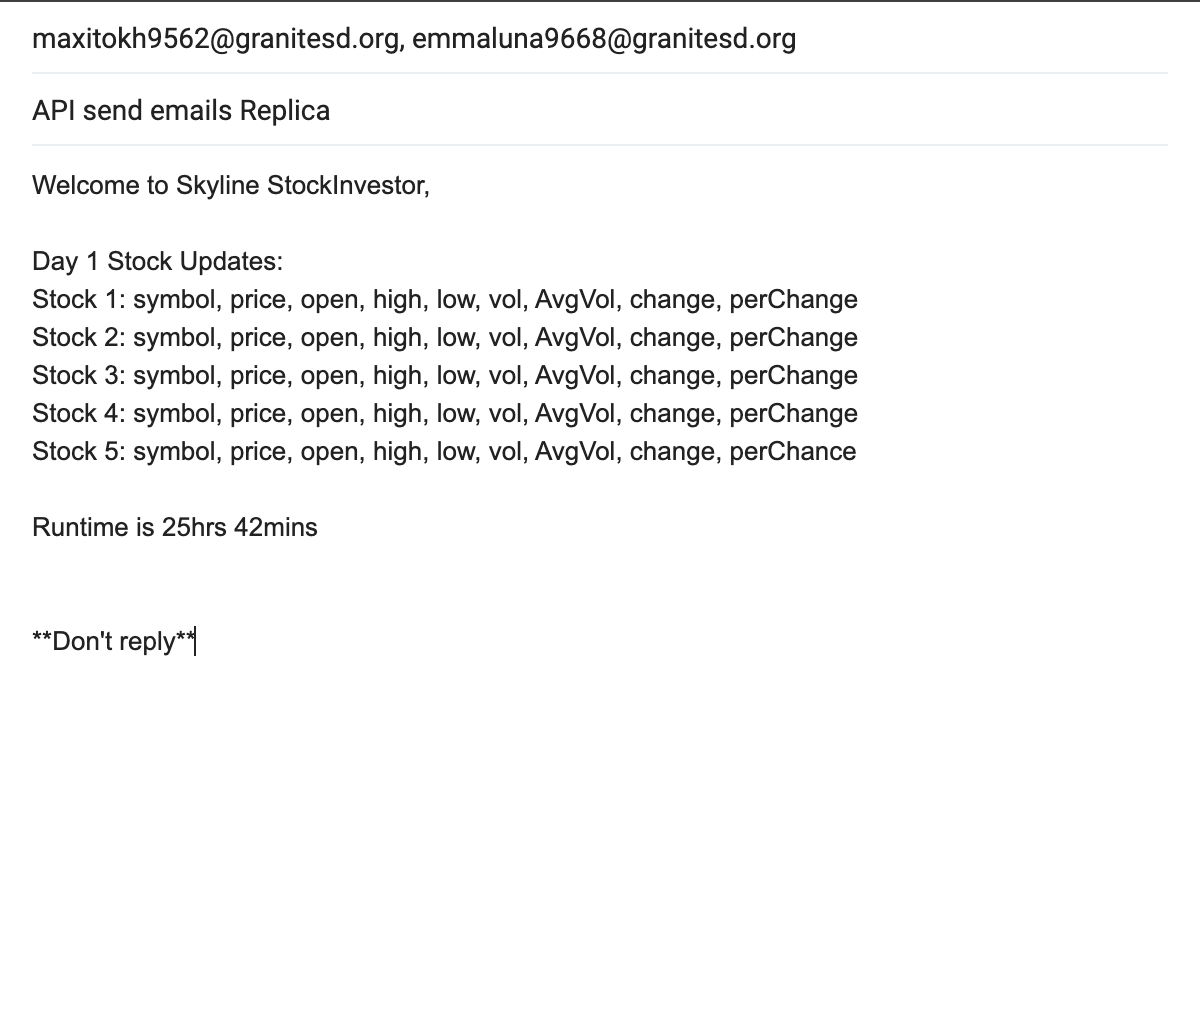 maxitokh9562@granitesd.org, emmaluna9668@granitesd.org
API send emails Replica
Welcome to Skyline StockInvestor,
Day 1 Stock Updates:
Stock 1: symbol, price, open, high, low, vol, AvgVol, change, perChange
Stock 2: symbol, price, open, high, low, vol, AvgVol, change, perChange
Stock 3: symbol, price, open, high, low, vol, AvgVol, change, perChange
Stock 4: symbol, price, open, high, low, vol, AvgVol, change, perChange
Stock 5: symbol, price, open, high, low, vol, AvgVol, change, perChance
Runtime is 25hrs 42mins
**Don't reply**